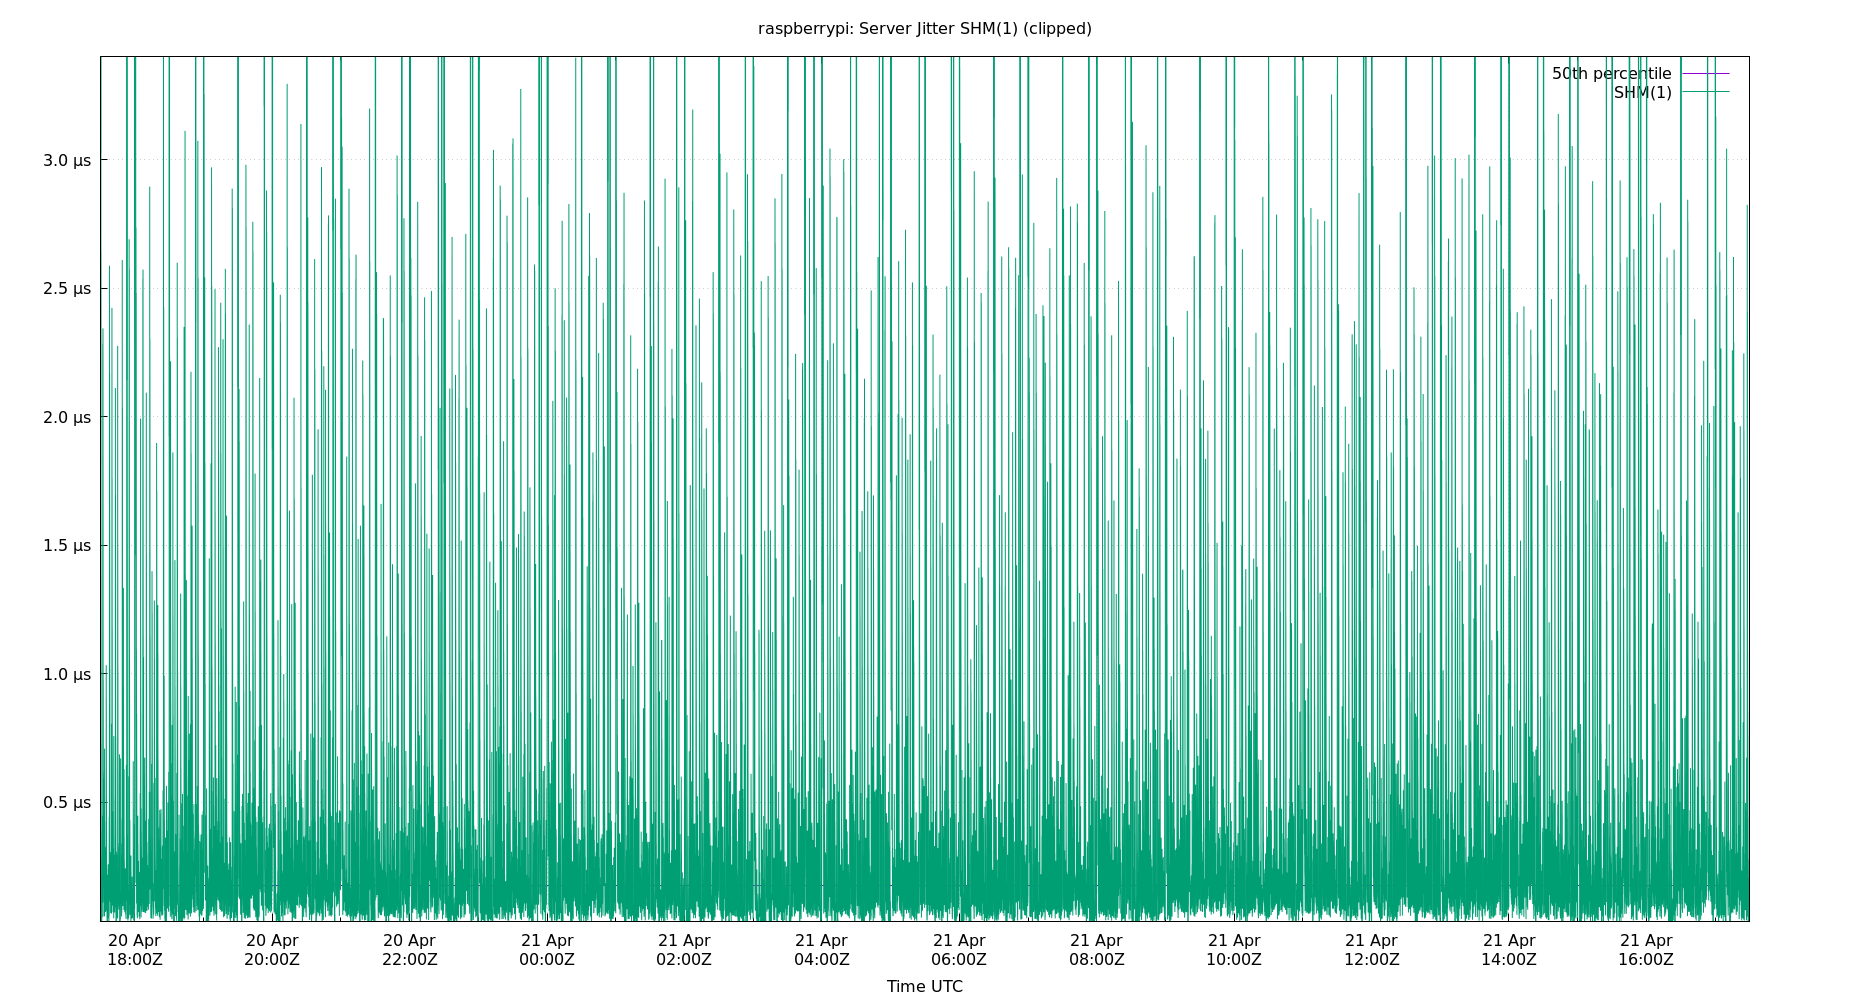 raspberrypi: Server Jitter SHM(1) (clipped)
50th percentile
SHM(1)
3.0 µs
2.5 µs
2.0 µs
1.5 µs
1.0 µs
0.5 µs
20 Apr 20 Apr 20 Apr 21 Apr 21 Apr 21 Apr 21 Apr 21 Apr 21 Apr 21 Apr 21 Apr 21 Apr
18:00Z 20:00Z 22:00Z 00:00Z 02:00Z 04:00Z 06:00Z 08:00Z 10:00Z 12:00Z 14:00Z 16:00Z
Time UTC